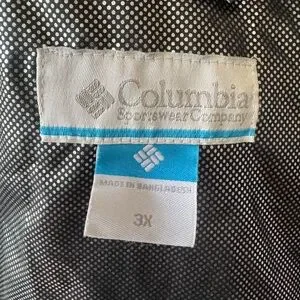 Columbia
Sportswear Company
MADE IN BANGLADESH
3X